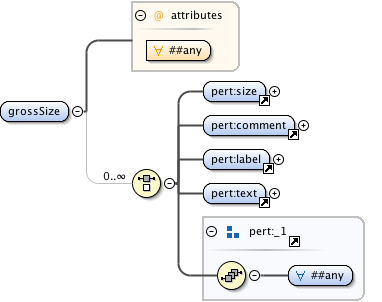 @ attributes
∀ ##any
grossSize
0..∞
pert:size
pert:comment
pert:label
pert:text
pert:_1
∀ ##any